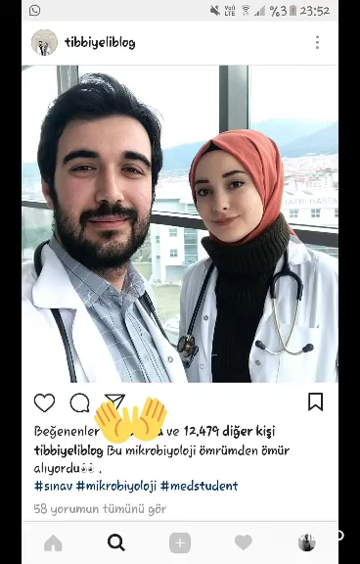 %3 23:52
tibbiyeliblog
Beğenenler ve 12,479 diğer kişi
tibbiyeliblog Bu mikrobiyoloji ömrümden ömür
alıyordu .
#sınav #mikrobiyoloji #medstudent
58 yorumun tümünü gör